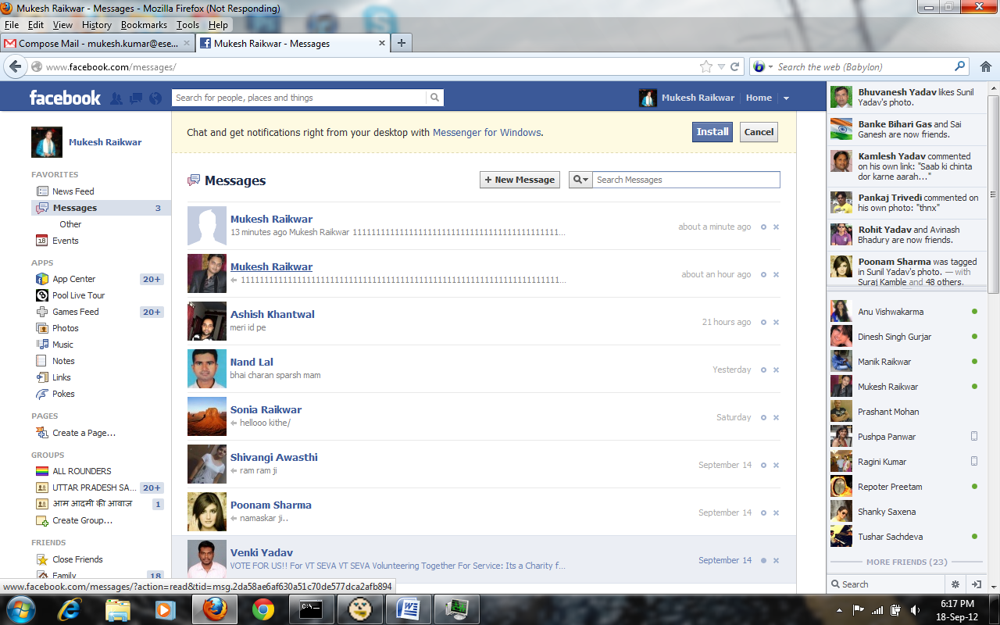 Mukesh Raikwar - Messages - Mozilla Firefox (Not Responding)
File Edit View History Bookmarks Tools Help
Compose Mail - mukesh.kumar@ese...
Mukesh Raikwar - Messages
www.facebook.com/messages/
Search the web (Babylon)
facebook
Search for people, places and things
Mukesh Raikwar Home
Mukesh Raikwar
FAVORITES
News Feed
Messages 3
Other
Events
APPS
App Center 20+
Pool Live Tour
Games Feed 20+
Photos
Music
Notes
Links
Pokes
PAGES
Create a Page...
GROUPS
ALL ROUNDERS
UTTAR PRADESH SA... 20+
आम आदमी की आवाज 1
Create Group...
FRIENDS
Close Friends
Family 18
Chat and get notifications right from your desktop with Messenger for Windows.
Install Cancel
Messages
+ New Message
Search Messages
Mukesh Raikwar
about a minute ago
13 minutes ago Mukesh Raikwar
Mukesh Raikwar
about an hour ago
Ashish Khantwal
21 hours ago
meri id pe
Nand Lal
Yesterday
bhai charan sparsh mam
Sonia Raikwar
Saturday
hellooo kithe/
Shivangi Awasthi
September 14
ram ram ji
Poonam Sharma
September 14
namaskar ji..
Venki Yadav
September 14
VOTE FOR US!! For VT SEVA VT SEVA Volunteering Together For Service: Its a Charity f...
Bhuvanesh Yadav likes Sunil
Yadav's photo.
Banke Bihari Gas and Sai
Ganesh are now friends.
Kamlesh Yadav commented
on his own link: "Saab ki chinta
dor karne aarah..."
Pankaj Trivedi commented on
his own photo: "thnx"
Rohit Yadav and Avinash
Bhadury are now friends.
Poonam Sharma was tagged
in Sunil Yadav's photo. — with
Suraj Kamble and 48 others.
Anu Vishwakarma
Dinesh Singh Gurjar
Manik Raikwar
Mukesh Raikwar
Prashant Mohan
Pushpa Panwar
Ragini Kumar
Repoter Preetam
Shanky Saxena
Tushar Sachdeva
MORE FRIENDS (23)
Search
www.facebook.com/messages/?action=read&tid=msg.2da58ae6af630a51c70de577dca2afb894
6:17 PM
18-Sep-12